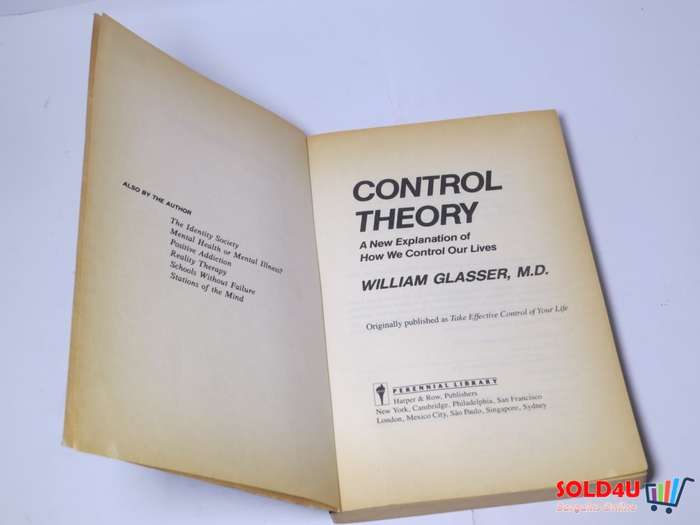 ALSO BY THE AUTHOR
The Identity Society
Mental Health or Mental Illness?
Positive Addiction
Reality Therapy
Schools Without Failure
Stations of the Mind
CONTROL
THEORY
A New Explanation of
How We Control Our Lives
WILLIAM GLASSER, M.D.
Originally published as Take Effective Control of Your Life
PERENNIAL LIBRARY
Harper & Row, Publishers
New York, Cambridge, Philadelphia, San Francisco
London, Mexico City, São Paulo, Singapore, Sydney
SOLD4U
Bargains Online